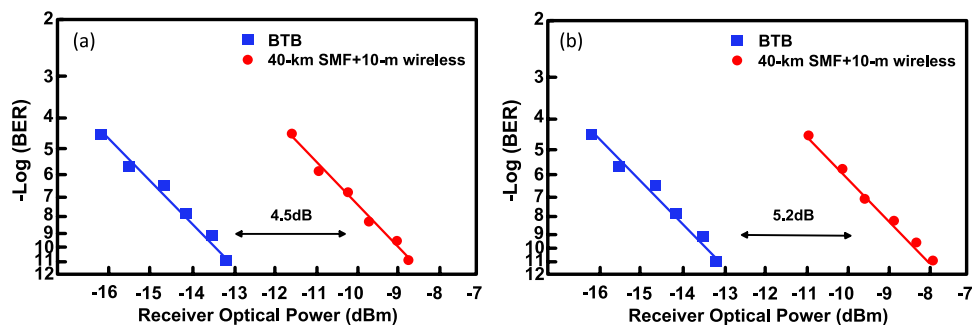 (a)
BTB
40-km SMF+10-m wireless
2
3
4
5
6
7
8
9
10
11
12
-Log (BER)
4.5dB
-16 -15 -14 -13 -12 -11 -10 -9 -8 -7
Receiver Optical Power (dBm)
(b)
BTB
40-km SMF+10-m wireless
2
3
4
5
6
7
8
9
10
11
12
-Log (BER)
5.2dB
-16 -15 -14 -13 -12 -11 -10 -9 -8 -7
Receiver Optical Power (dBm)